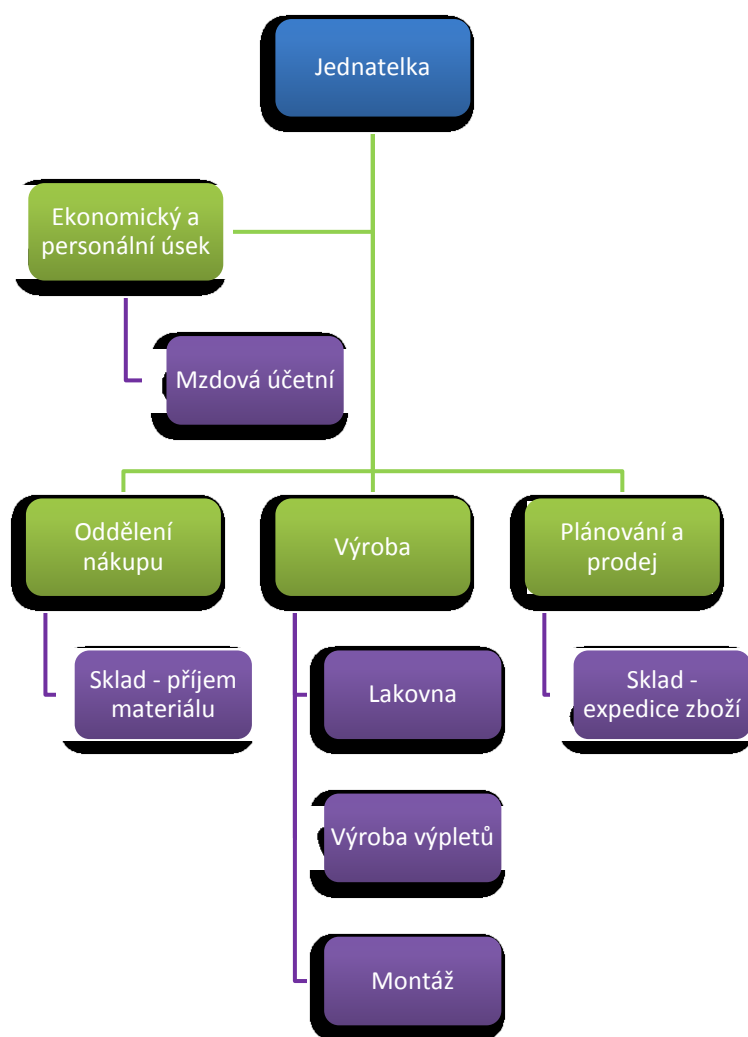 Jednatelka
Ekonomický a
personální úsek
Mzdová účetní
Oddělení
nákupu
Výroba
Plánování a
prodej
Sklad - příjem
materiálu
Lakovna
Sklad -
expedice zboží
Výroba výpletů
Montáž